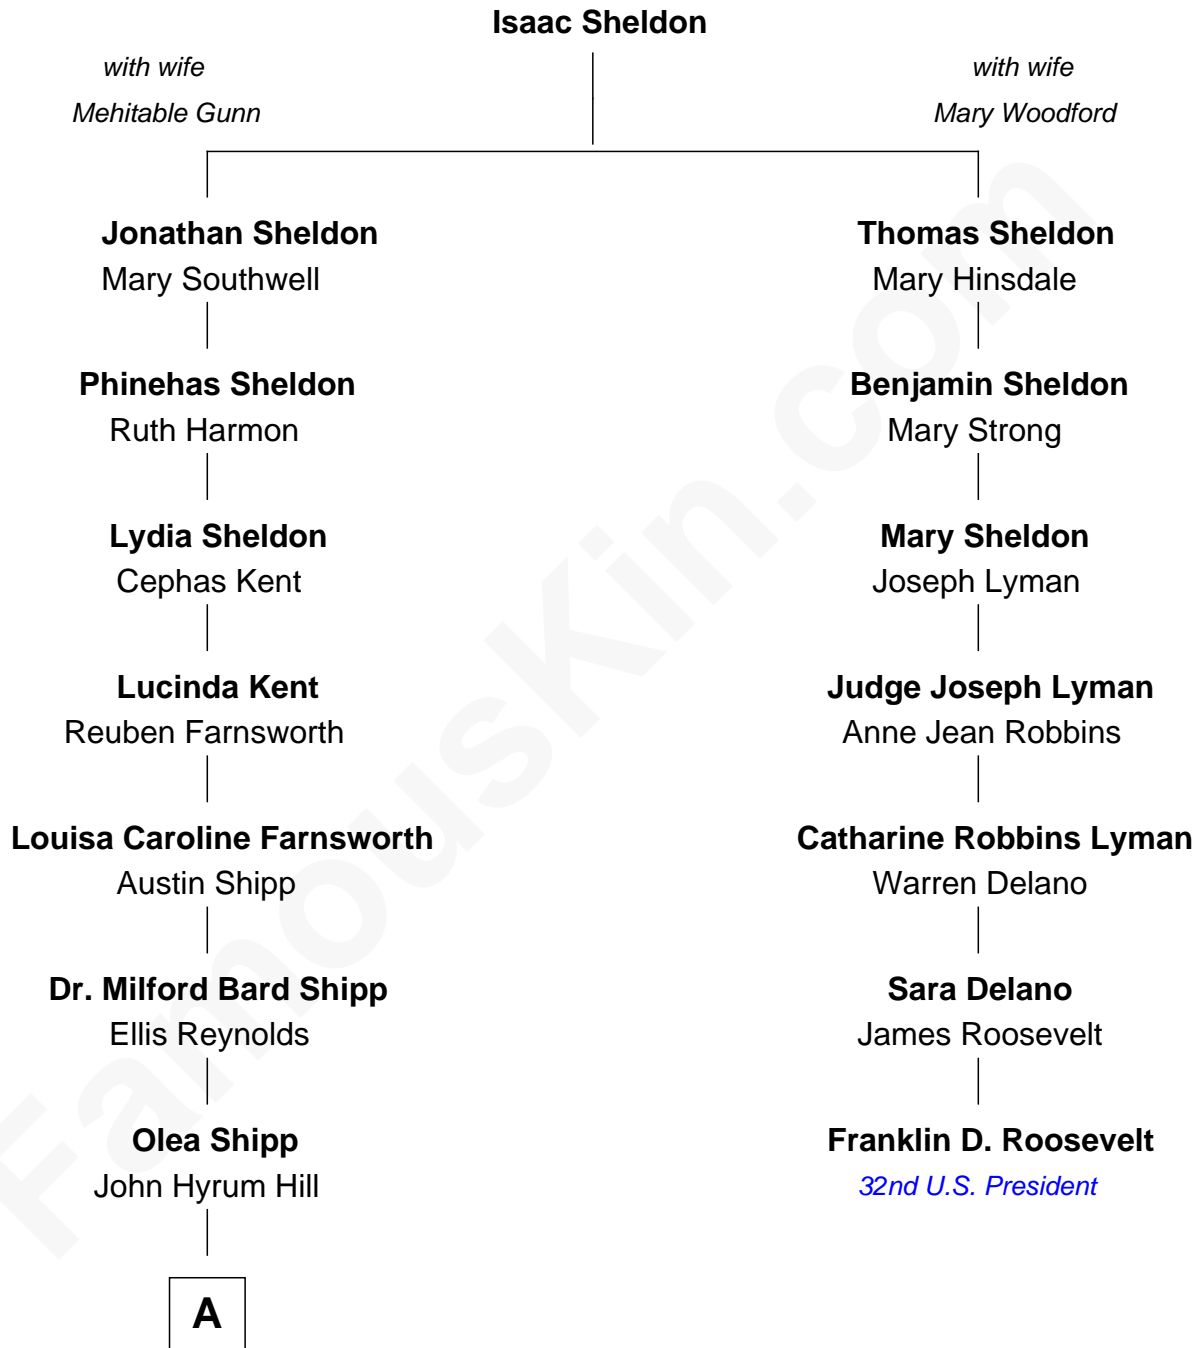 Isaac Sheldon
with wife
Mehitable Gunn
with wife
Mary Woodford
Jonathan Sheldon
Mary Southwell
Thomas Sheldon
Mary Hinsdale
Phinehas Sheldon
Ruth Harmon
Benjamin Sheldon
Mary Strong
Lydia Sheldon
Cephas Kent
Mary Sheldon
Joseph Lyman
Lucinda Kent
Reuben Farnsworth
Judge Joseph Lyman
Anne Jean Robbins
Louisa Caroline Farnsworth
Austin Shipp
Catharine Robbins Lyman
Warren Delano
Dr. Milford Bard Shipp
Ellis Reynolds
Sara Delano
James Roosevelt
Olea Shipp
John Hyrum Hill
Franklin D. Roosevelt
32nd U.S. President
A
FamousKin.com